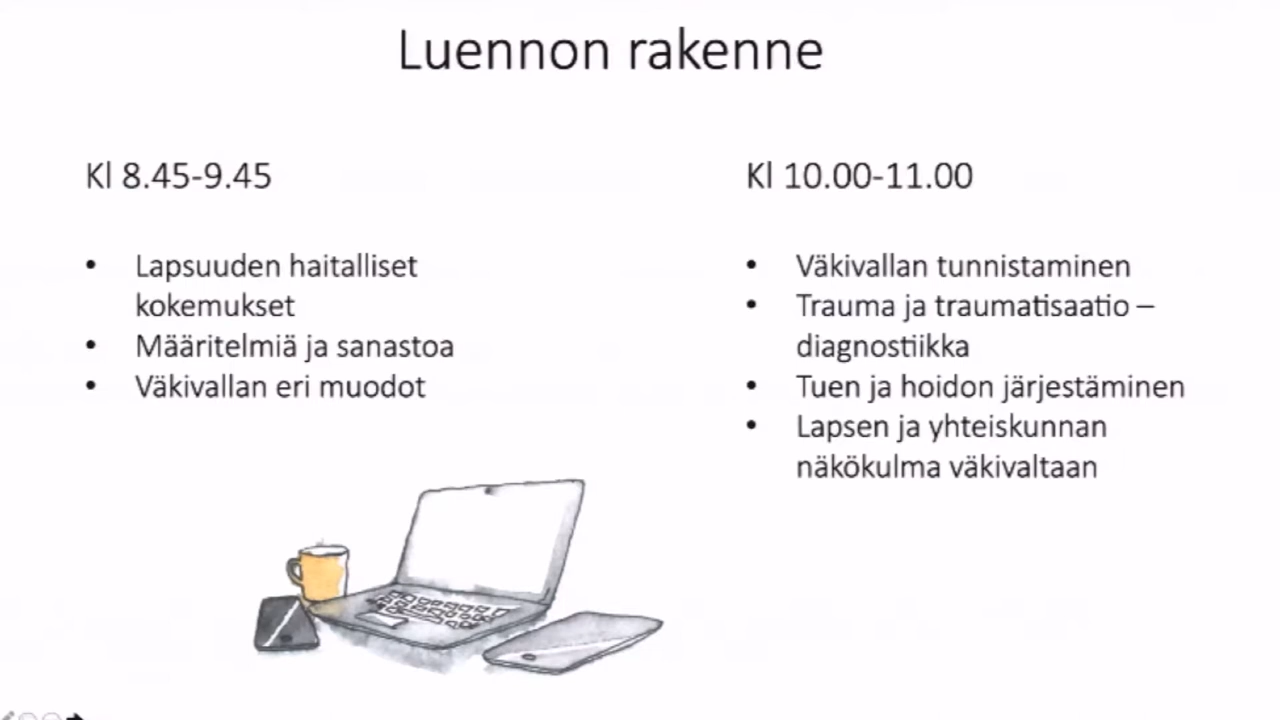 Luennon rakenne
Kl 8.45-9.45
• Lapsuuden haitalliset
kokemukset
• Määritelmiä ja sanastoa
• Väkivallan eri muodot
Kl 10.00-11.00
• Väkivallan tunnistaminen
• Trauma ja traumatisaatio –
diagnostiikka
• Tuen ja hoidon järjestäminen
• Lapsen ja yhteiskunnan
näkökulma väkivaltaan